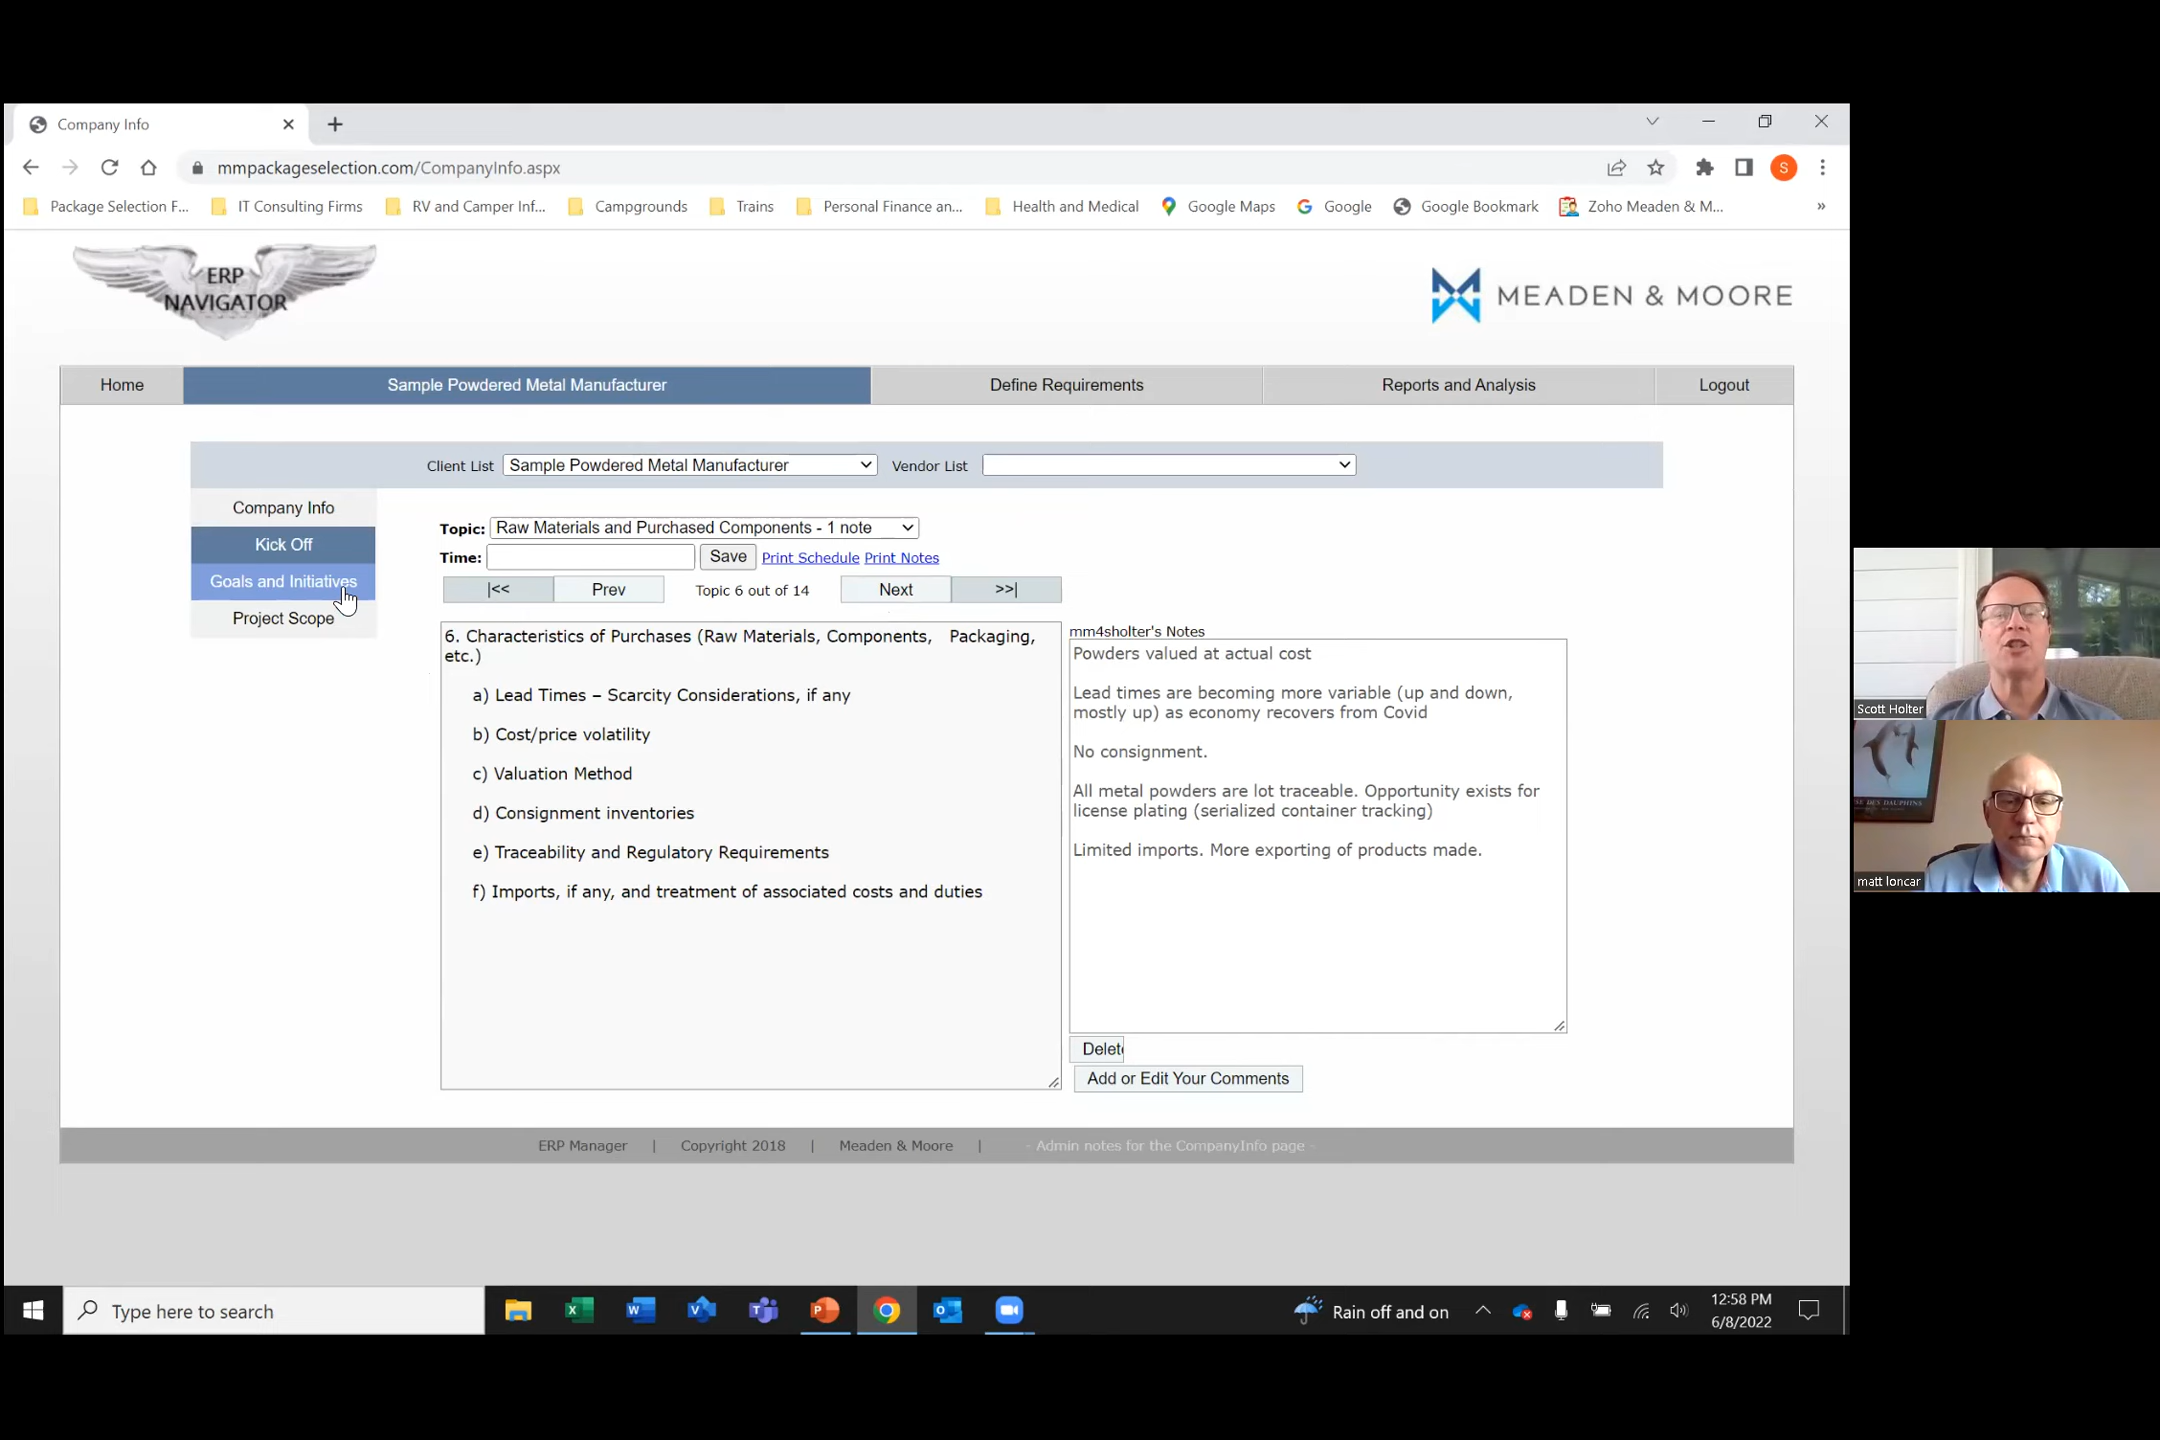 Company Info
mmpackageselection.com/CompanyInfo.aspx
S
Package Selection F...
IT Consulting Firms
RV and Camper Inf...
Campgrounds
Trains
Personal Finance an...
Health and Medical
Google Maps
Google
Google Bookmark
Zoho Meaden & M...
»
ERP
NAVIGATOR
MEADEN & MOORE
Home
Sample Powdered Metal Manufacturer
Define Requirements
Reports and Analysis
Logout
Client List
Sample Powdered Metal Manufacturer
Vendor List
Company Info
Kick Off
Goals and Initiatives
Project Scope
Topic:
Raw Materials and Purchased Components - 1 note
Time:
Save
Print Schedule
Print Notes
|<<
Prev
Topic 6 out of 14
Next
>>|
6. Characteristics of Purchases (Raw Materials, Components, Packaging,
etc.)
a) Lead Times – Scarcity Considerations, if any
b) Cost/price volatility
c) Valuation Method
d) Consignment inventories
e) Traceability and Regulatory Requirements
f) Imports, if any, and treatment of associated costs and duties
mm4sholter's Notes
Powders valued at actual cost
Lead times are becoming more variable (up and down,
mostly up) as economy recovers from Covid
No consignment.
All metal powders are lot traceable. Opportunity exists for
license plating (serialized container tracking)
Limited imports. More exporting of products made.
Delete
Add or Edit Your Comments
ERP Manager | Copyright 2018 | Meaden & Moore |
- Admin notes for the CompanyInfo page -
Scott Holter
matt loncar
Type here to search
Rain off and on
12:58 PM
6/8/2022